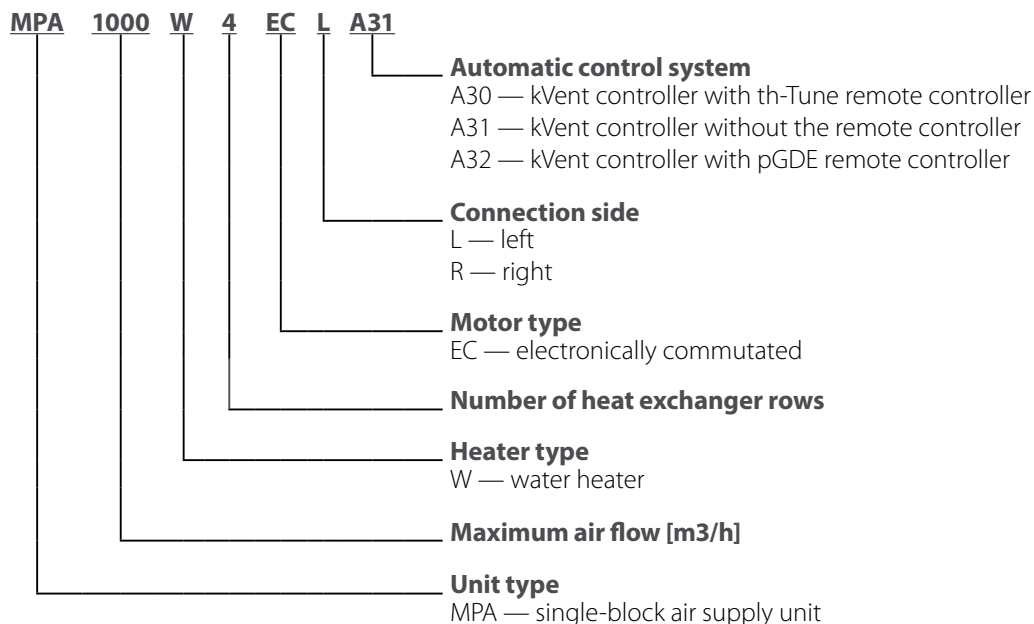 MPA 1000 W 4 EC L A31
Automatic control system
A30 — kVent controller with th-Tune remote controller
A31 — kVent controller without the remote controller
A32 — kVent controller with pGDE remote controller
Connection side
L — left
R — right
Motor type
EC — electronically commutated
Number of heat exchanger rows
Heater type
W — water heater
Maximum air flow [m3/h]
Unit type
MPA — single-block air supply unit